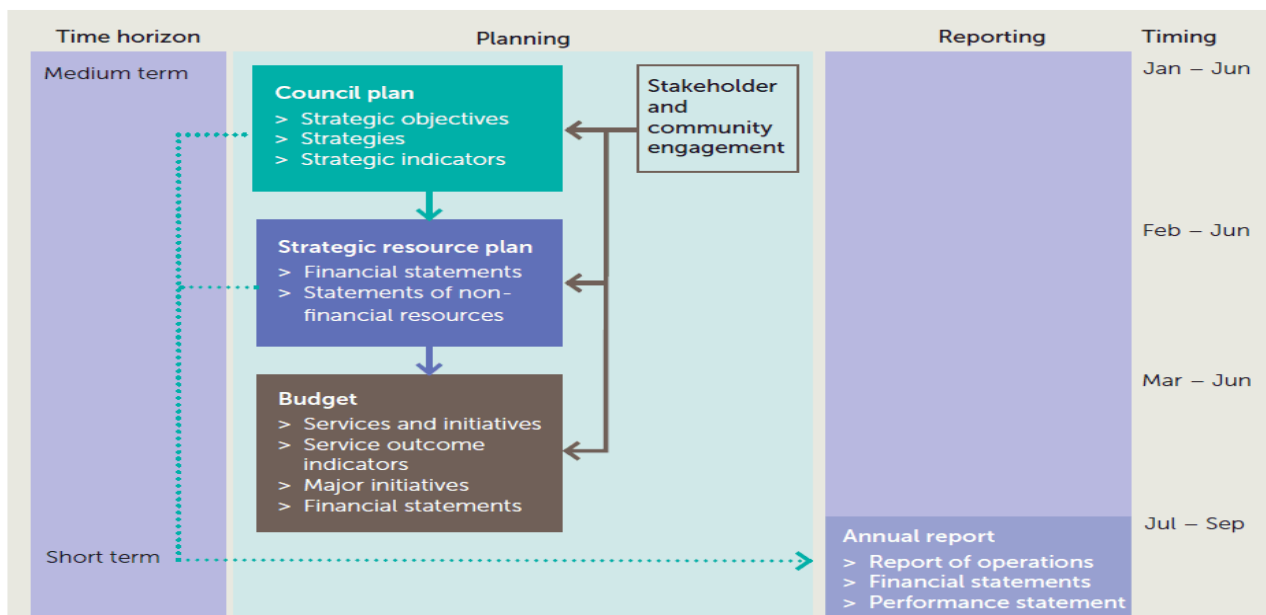 Time horizon
Planning
Reporting
Timing
Medium term
Jan – Jun
Council plan
> Strategic objectives
> Strategies
> Strategic indicators
Stakeholder
and
community
engagement
Feb – Jun
Strategic resource plan
> Financial statements
> Statements of non-
financial resources
Mar – Jun
Budget
> Services and initiatives
> Service outcome
indicators
> Major initiatives
> Financial statements
Jul – Sep
Short term
Annual report
> Report of operations
> Financial statements
> Performance statement